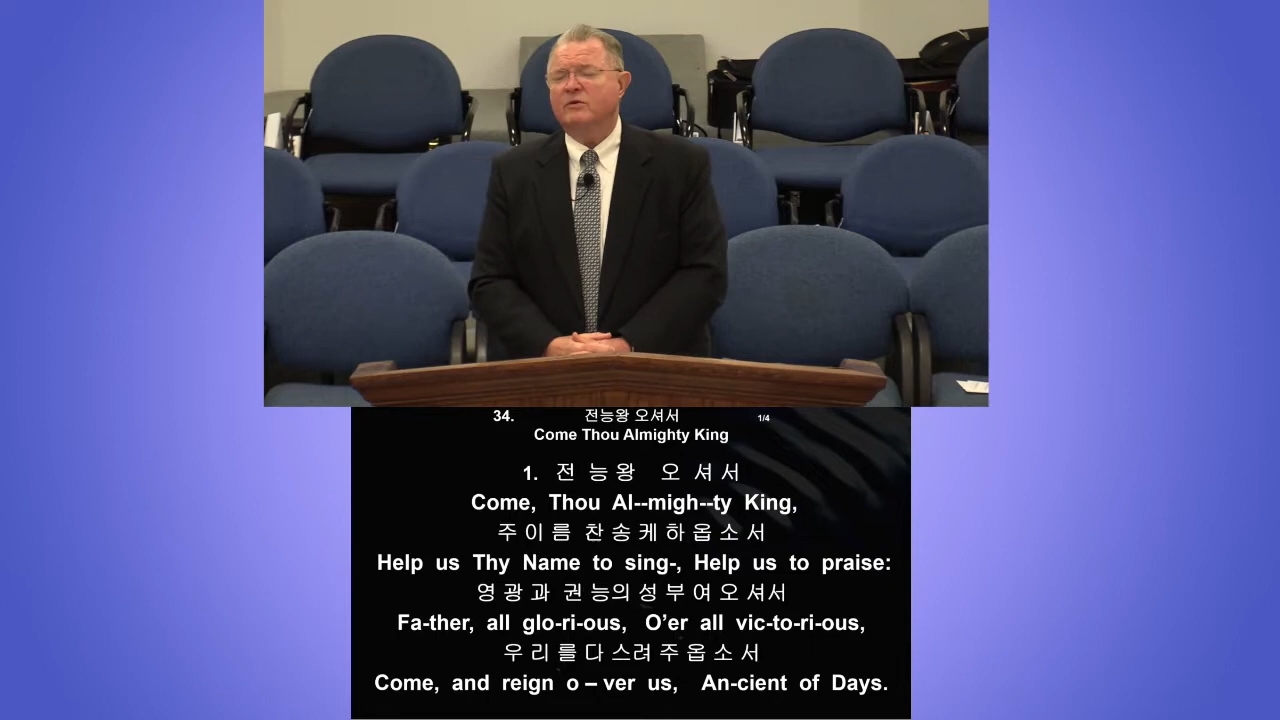 34. 전능왕 오셔서 1/4
Come Thou Almighty King
1. 전 능 왕 오 셔 서
Come, Thou Al--migh--ty King,
주 이 름 찬 송 케 하 옵 소 서
Help us Thy Name to sing-, Help us to praise:
영 광 과 권 능의 성 부 여 오 셔서
Fa-ther, all glo-ri-ous, O’er all vic-to-ri-ous,
우 리 를 다 스려 주 옵 소 서
Come, and reign o – ver us, An-cient of Days.